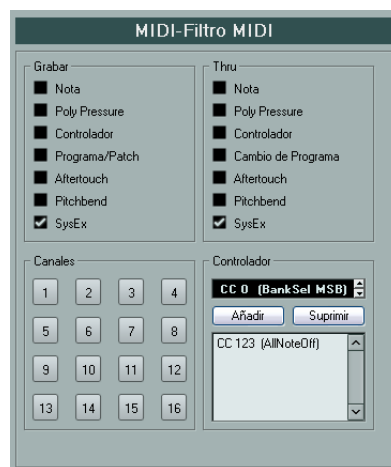 MIDI-Filtro MIDI
Grabar
Nota
Poly Pressure
Controlador
Programa/Patch
Aftertouch
Pitchbend
SysEx
Thru
Nota
Poly Pressure
Controlador
Cambio de Programa
Aftertouch
Pitchbend
SysEx
Canales
1 2 3 4
5 6 7 8
9 10 11 12
13 14 15 16
Controlador
CC 0 (BankSel MSB)
Añadir Suprimir
CC 123 (AllNoteOff)